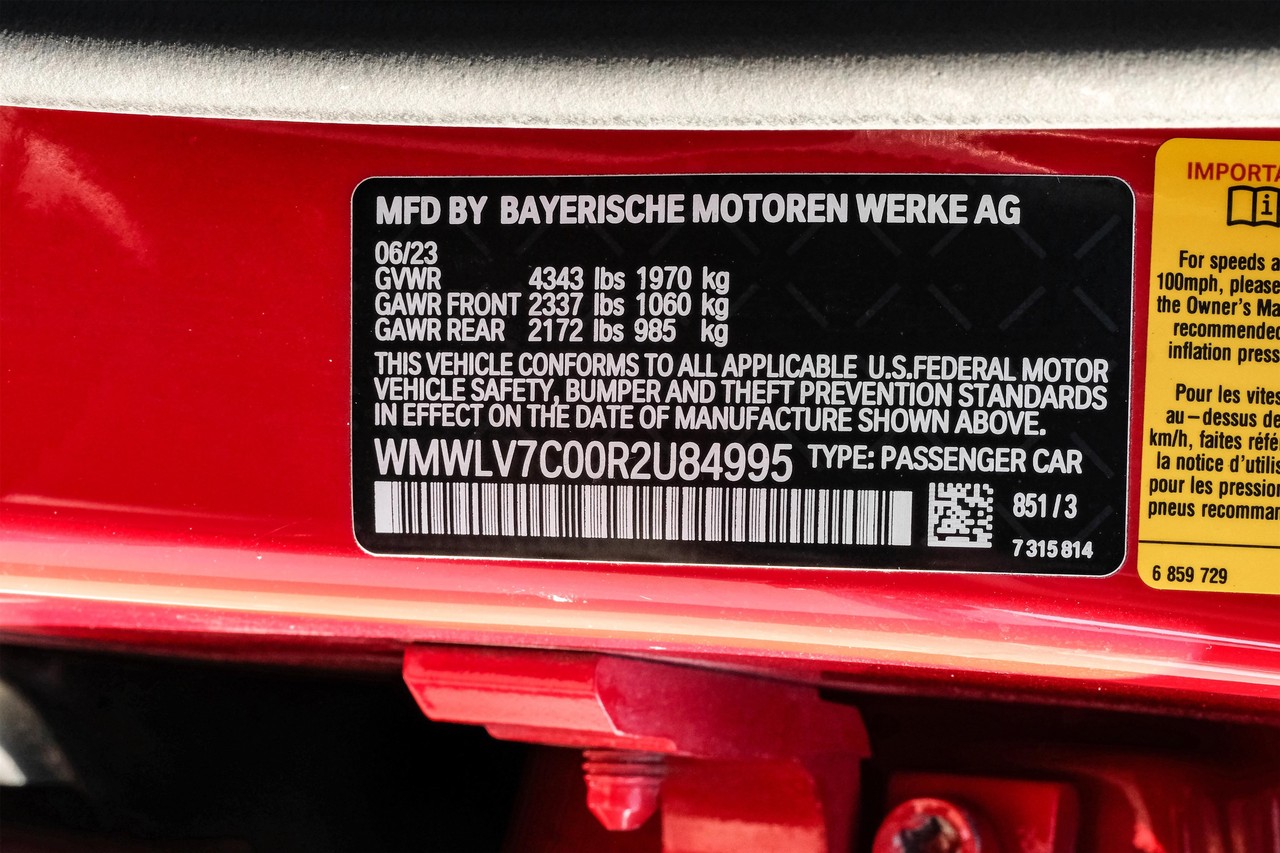 MFD BY BAYERISCHE MOTOREN WERKE AG
06/23
GVWR 4343 lbs 1970 kg
GAWR FRONT 2337 lbs 1060 kg
GAWR REAR 2172 lbs 985 kg
THIS VEHICLE CONFORMS TO ALL APPLICABLE U.S.FEDERAL MOTOR
VEHICLE SAFETY, BUMPER AND THEFT PREVENTION STANDARDS
IN EFFECT ON THE DATE OF MANUFACTURE SHOWN ABOVE.
WMWLV7C00R2U84995 TYPE: PASSENGER CAR
851/3
7 315 814
IMPORTA
i
For speeds a
100mph, please
the Owner's Ma
recommended
inflation press
Pour les vites
au-dessus de
km/h, faites réfé
la notice d'utilis
pour les pression
pneus recomman
6 859 729